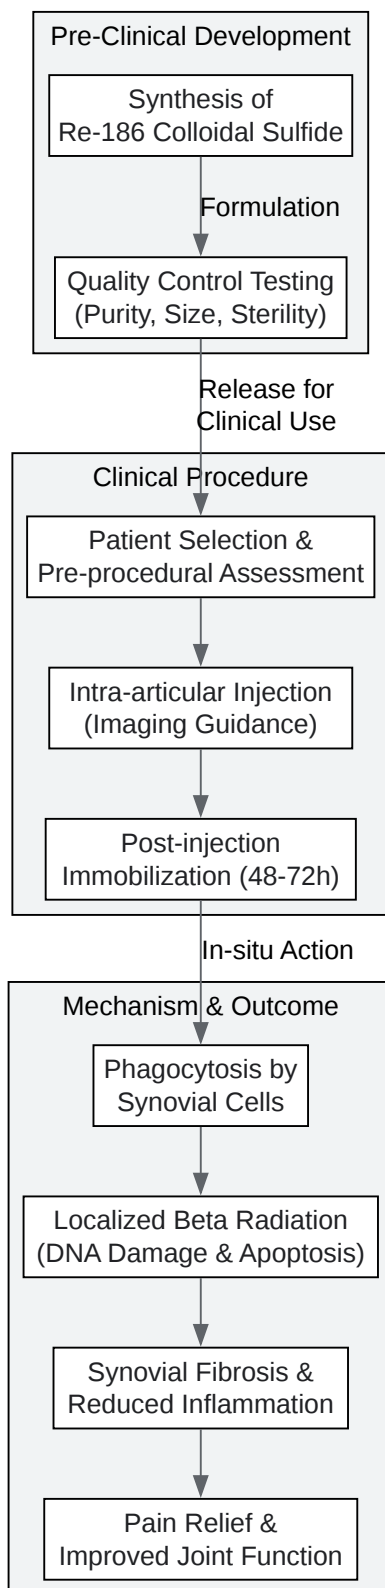 Pre-Clinical Development
Synthesis of
Re-186 Colloidal Sulfide
Formulation
Quality Control Testing
(Purity, Size, Sterility)
Release for
Clinical Use
Clinical Procedure
Patient Selection &
Pre-procedural Assessment
Intra-articular Injection
(Imaging Guidance)
Post-injection
Immobilization (48-72h)
In-situ Action
Mechanism & Outcome
Phagocytosis by
Synovial Cells
Localized Beta Radiation
(DNA Damage & Apoptosis)
Synovial Fibrosis &
Reduced Inflammation
Pain Relief &
Improved Joint Function